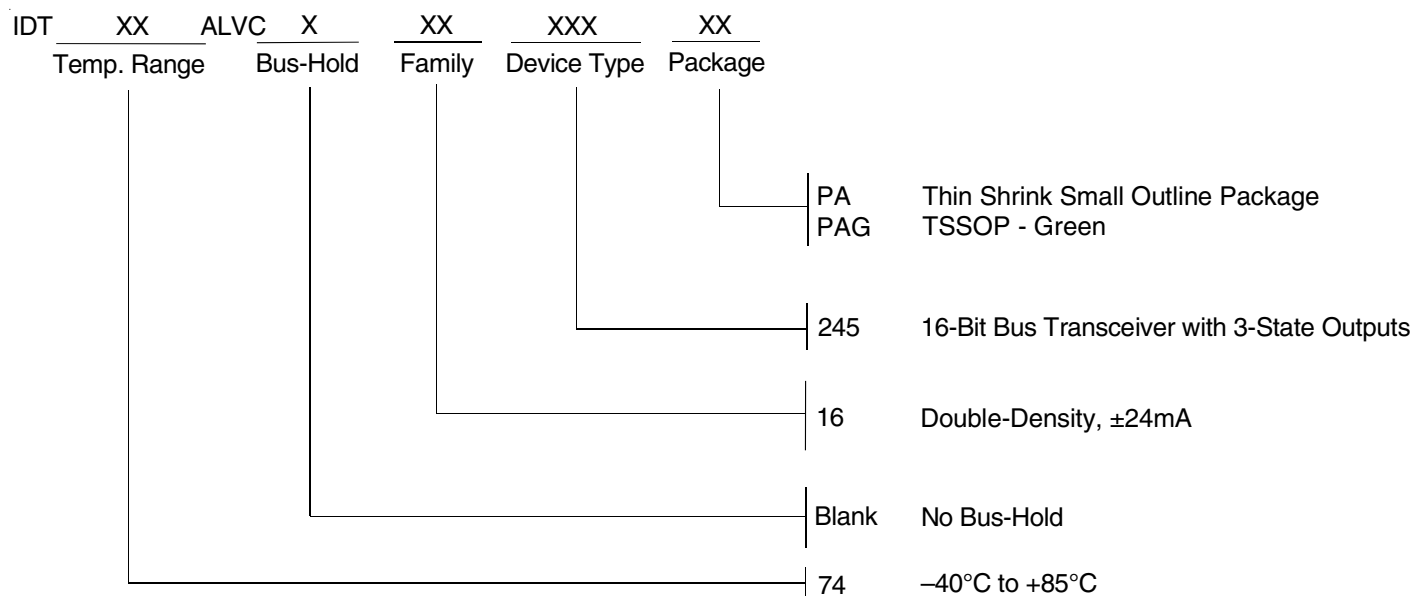 IDT XX ALVC X XX XXX XX
Temp. Range Bus-Hold Family Device Type Package
PA Thin Shrink Small Outline Package
PAG TSSOP - Green
245 16-Bit Bus Transceiver with 3-State Outputs
16 Double-Density, ±24mA
Blank No Bus-Hold
74 –40°C to +85°C